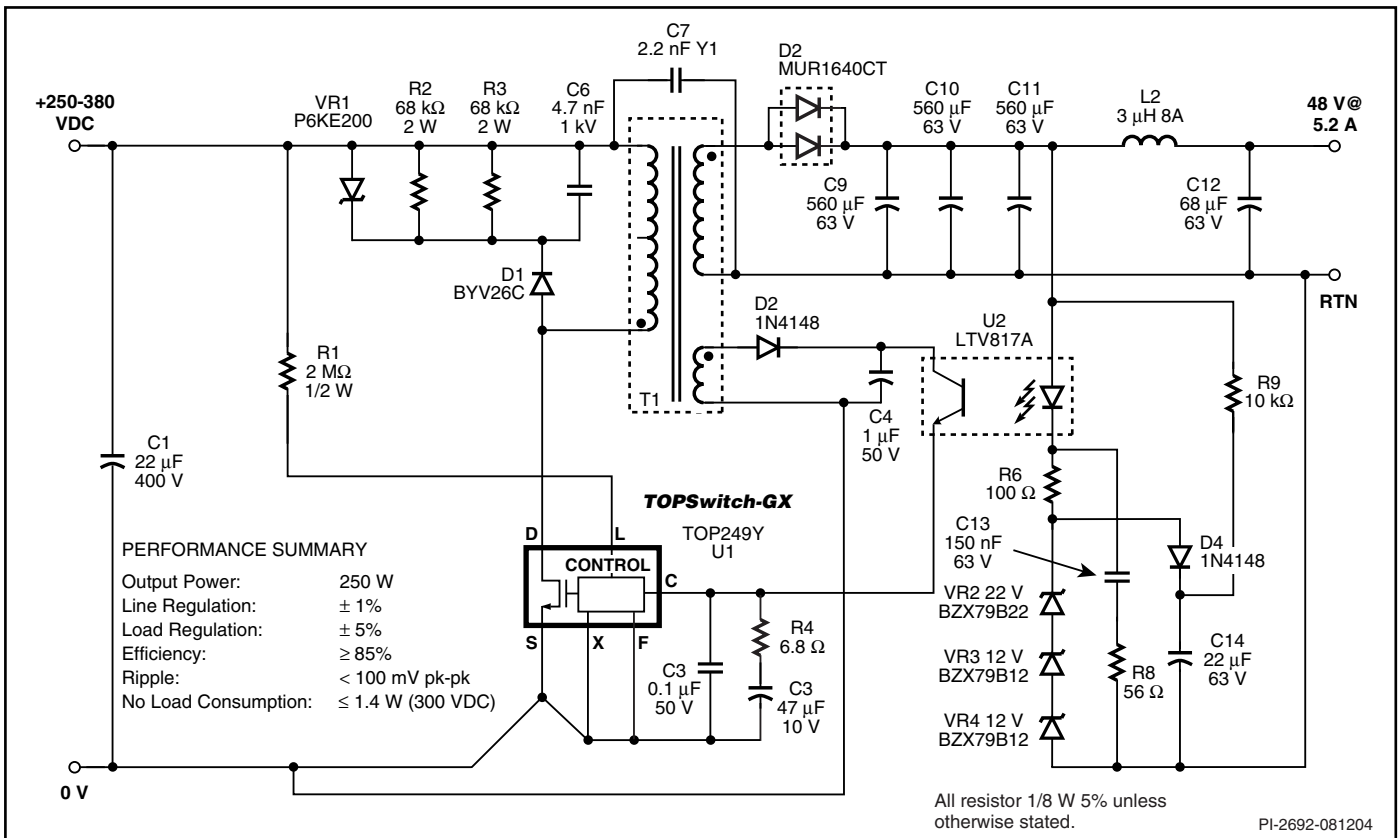 C7
2.2 nF Y1
D2
MUR1640CT
+250-380
VDC
VR1
P6KE200
R2
68 kΩ
2 W
R3
68 kΩ
2 W
C6
4.7 nF
1 kV
C10
560 µF
63 V
C11
560 µF
63 V
L2
3 µH 8A
48 V@
5.2 A
C9
560 µF
63 V
C12
68 µF
63 V
D1
BYV26C
RTN
D2
1N4148
U2
LTV817A
R1
2 MΩ
1/2 W
T1
C4
1 µF
50 V
R9
10 kΩ
C1
22 µF
400 V
R6
100 Ω
TOPSwitch-GX
TOP249Y
U1
C13
150 nF
63 V
D4
1N4148
D
L
CONTROL
C
S
X
F
PERFORMANCE SUMMARY
Output Power: 250 W
Line Regulation: ± 1%
Load Regulation: ± 5%
Efficiency: ≥ 85%
Ripple: < 100 mV pk-pk
No Load Consumption: ≤ 1.4 W (300 VDC)
VR2 22 V
BZX79B22
R4
6.8 Ω
C3
0.1 µF
50 V
C3
47 µF
10 V
VR3 12 V
BZX79B12
R8
56 Ω
C14
22 µF
63 V
VR4 12 V
BZX79B12
0 V
All resistor 1/8 W 5% unless
otherwise stated.
PI-2692-081204